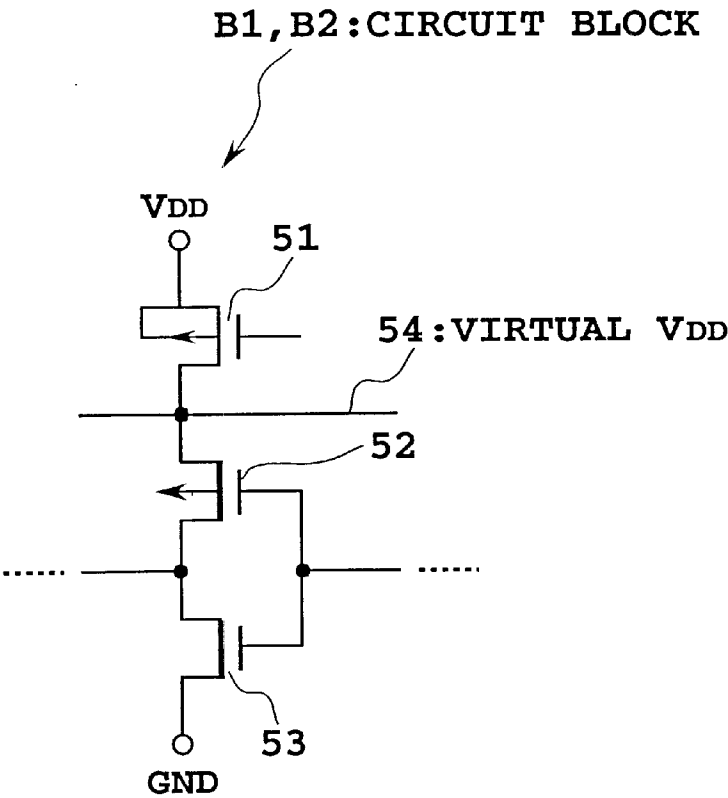 B1,B2:CIRCUIT BLOCK
VDD
51
54:VIRTUAL VDD
52
53
GND